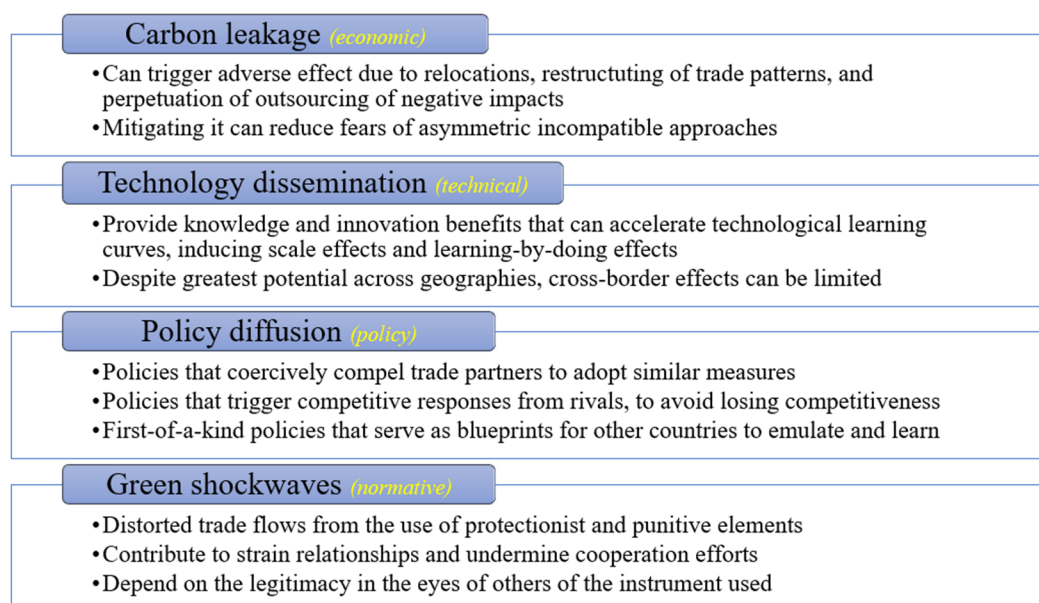 Carbon leakage (economic)
•Can trigger adverse effect due to relocations, restructuting of trade patterns, and
perpetuation of outsourcing of negative impacts
•Mitigating it can reduce fears of asymmetric incompatible approaches
Technology dissemination (technical)
•Provide knowledge and innovation benefits that can accelerate technological learning
curves, inducing scale effects and learning-by-doing effects
•Despite greatest potential across geographies, cross-border effects can be limited
Policy diffusion (policy)
•Policies that coercively compel trade partners to adopt similar measures
•Policies that trigger competitive responses from rivals, to avoid losing competitiveness
•First-of-a-kind policies that serve as blueprints for other countries to emulate and learn
Green shockwaves (normative)
•Distorted trade flows from the use of protectionist and punitive elements
•Contribute to strain relationships and undermine cooperation efforts
•Depend on the legitimacy in the eyes of others of the instrument used